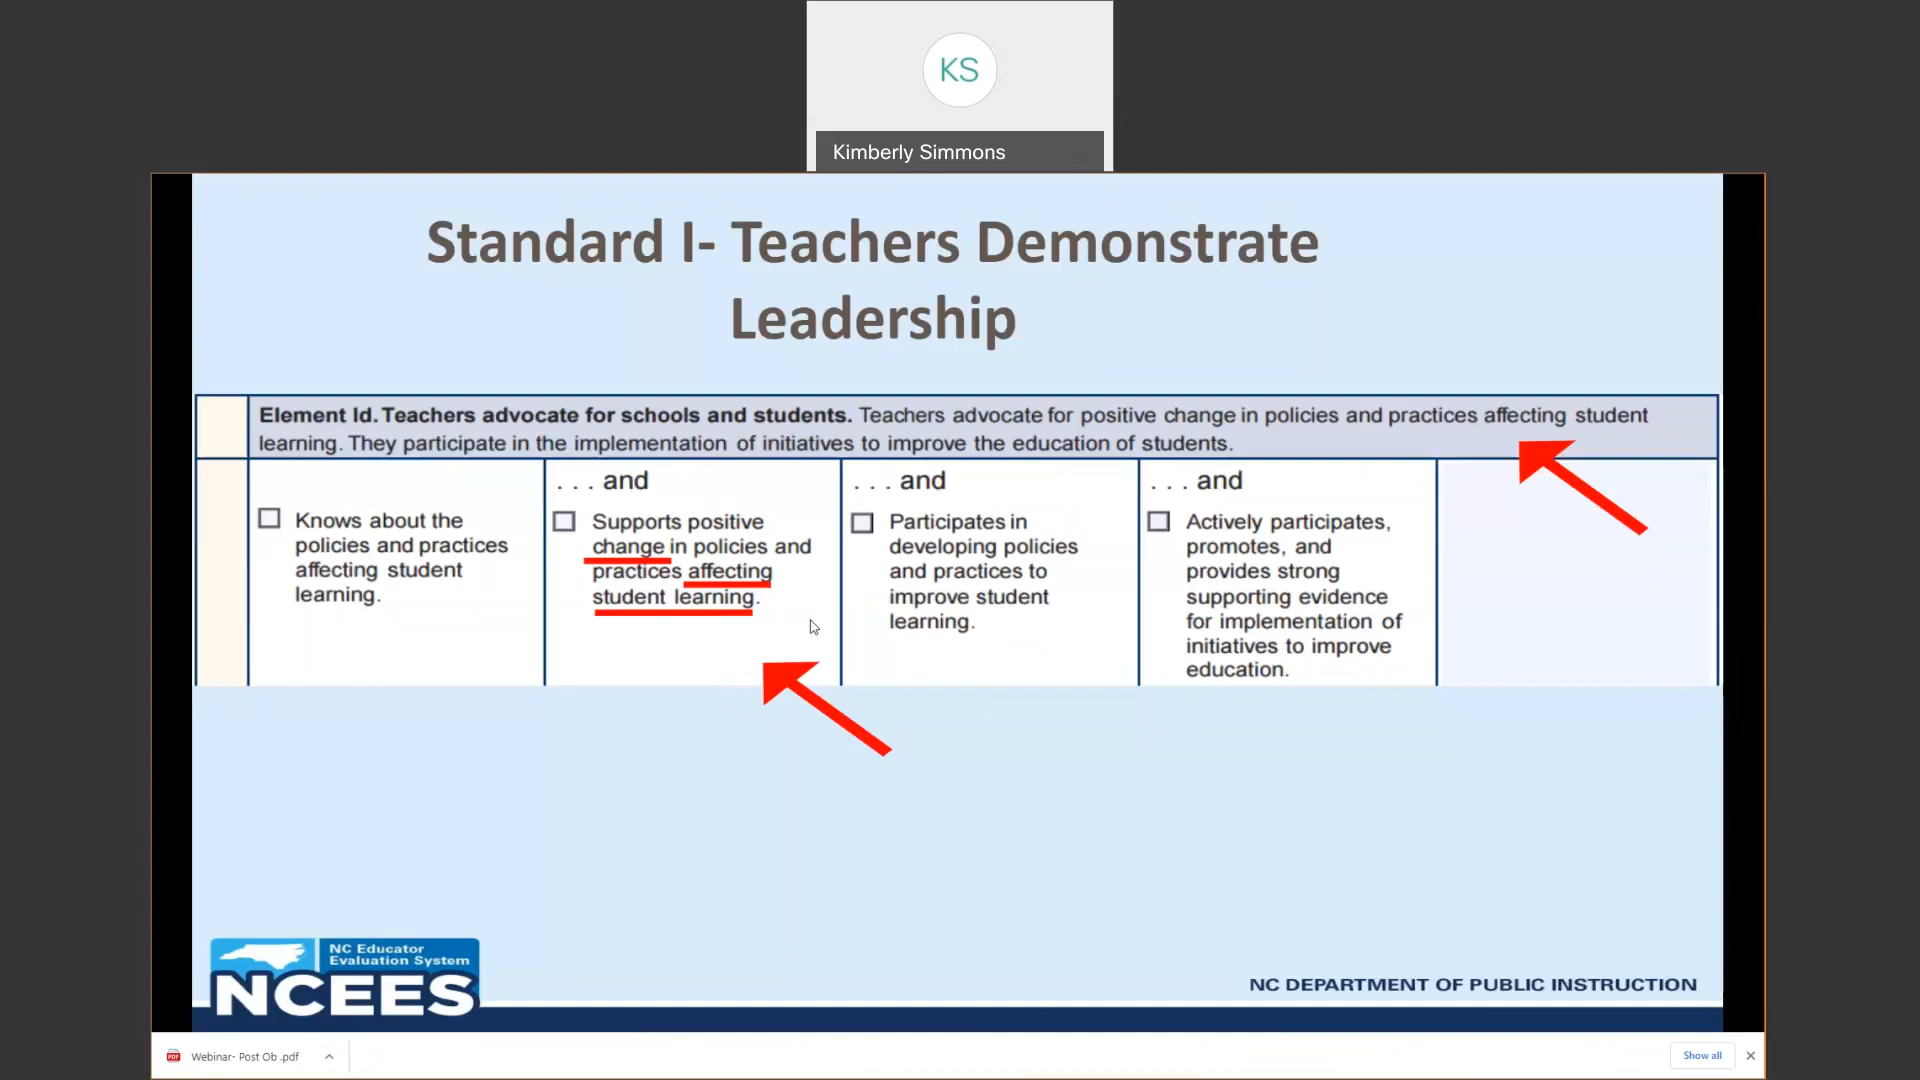 KS
Kimberly Simmons
Standard I- Teachers Demonstrate
Leadership
Element Id. Teachers advocate for schools and students. Teachers advocate for positive change in policies and practices affecting student
learning. They participate in the implementation of initiatives to improve the education of students.
Knows about the
policies and practices
affecting student
learning.
. . . and
Supports positive
change in policies and
practices affecting
student learning.
. . . and
Participates in
developing policies
and practices to
improve student
learning.
. . . and
Actively participates,
promotes, and
provides strong
supporting evidence
for implementation of
initiatives to improve
education.
NC Educator
Evaluation System
NCEES
NC DEPARTMENT OF PUBLIC INSTRUCTION
PDF
Webinar- Post Ob .pdf
Show all